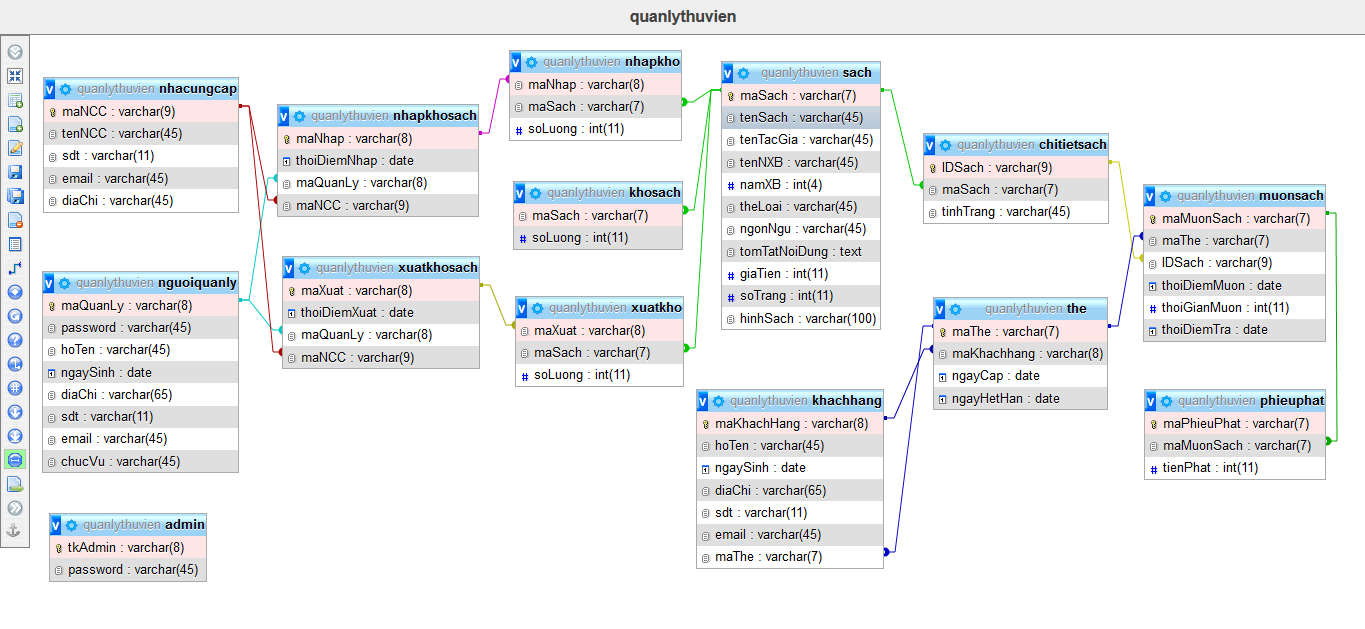 quanlythuvien
quanlythuvien nhacungcap
maNCC : varchar(9)
tenNCC : varchar(45)
sdt : varchar(11)
email : varchar(45)
diaChi : varchar(45)
quanlythuvien nguoiquanly
maQuanLy : varchar(8)
password : varchar(45)
hoTen : varchar(45)
ngaySinh : date
diaChi : varchar(65)
sdt : varchar(11)
email : varchar(45)
chucVu : varchar(45)
quanlythuvien admin
tkAdmin : varchar(8)
password : varchar(45)
quanlythuvien nhapkhosach
maNhap : varchar(8)
thoiDiemNhap : date
maQuanLy : varchar(8)
maNCC : varchar(9)
quanlythuvien xuatkhosach
maXuat : varchar(8)
thoiDiemXuat : date
maQuanLy : varchar(8)
maNCC : varchar(9)
quanlythuvien nhapkho
maNhap : varchar(8)
maSach : varchar(7)
# soLuong : int(11)
quanlythuvien khosach
maSach : varchar(7)
# soLuong : int(11)
quanlythuvien xuatkho
maXuat : varchar(8)
maSach : varchar(7)
# soLuong : int(11)
quanlythuvien sach
maSach : varchar(7)
tenSach : varchar(45)
tenTacGia : varchar(45)
tenNXB : varchar(45)
# namXB : int(4)
theLoai : varchar(45)
ngonNgu : varchar(45)
tomTatNoiDung : text
# giaTien : int(11)
# soTrang : int(11)
hinhSach : varchar(100)
quanlythuvien khachhang
maKhachHang : varchar(8)
hoTen : varchar(45)
ngaySinh : date
diaChi : varchar(65)
sdt : varchar(11)
email : varchar(45)
maThe : varchar(7)
quanlythuvien chitietsach
IDSach : varchar(9)
maSach : varchar(7)
tinhTrang : varchar(45)
quanlythuvien the
maThe : varchar(7)
maKhachhang : varchar(8)
ngayCap : date
ngayHetHan : date
quanlythuvien muonsach
maMuonSach : varchar(7)
maThe : varchar(7)
IDSach : varchar(9)
thoiDiemMuon : date
# thoiGianMuon : int(11)
thoiDiemTra : date
quanlythuvien phieuphat
maPhieuPhat : varchar(7)
maMuonSach : varchar(7)
# tienPhat : int(11)